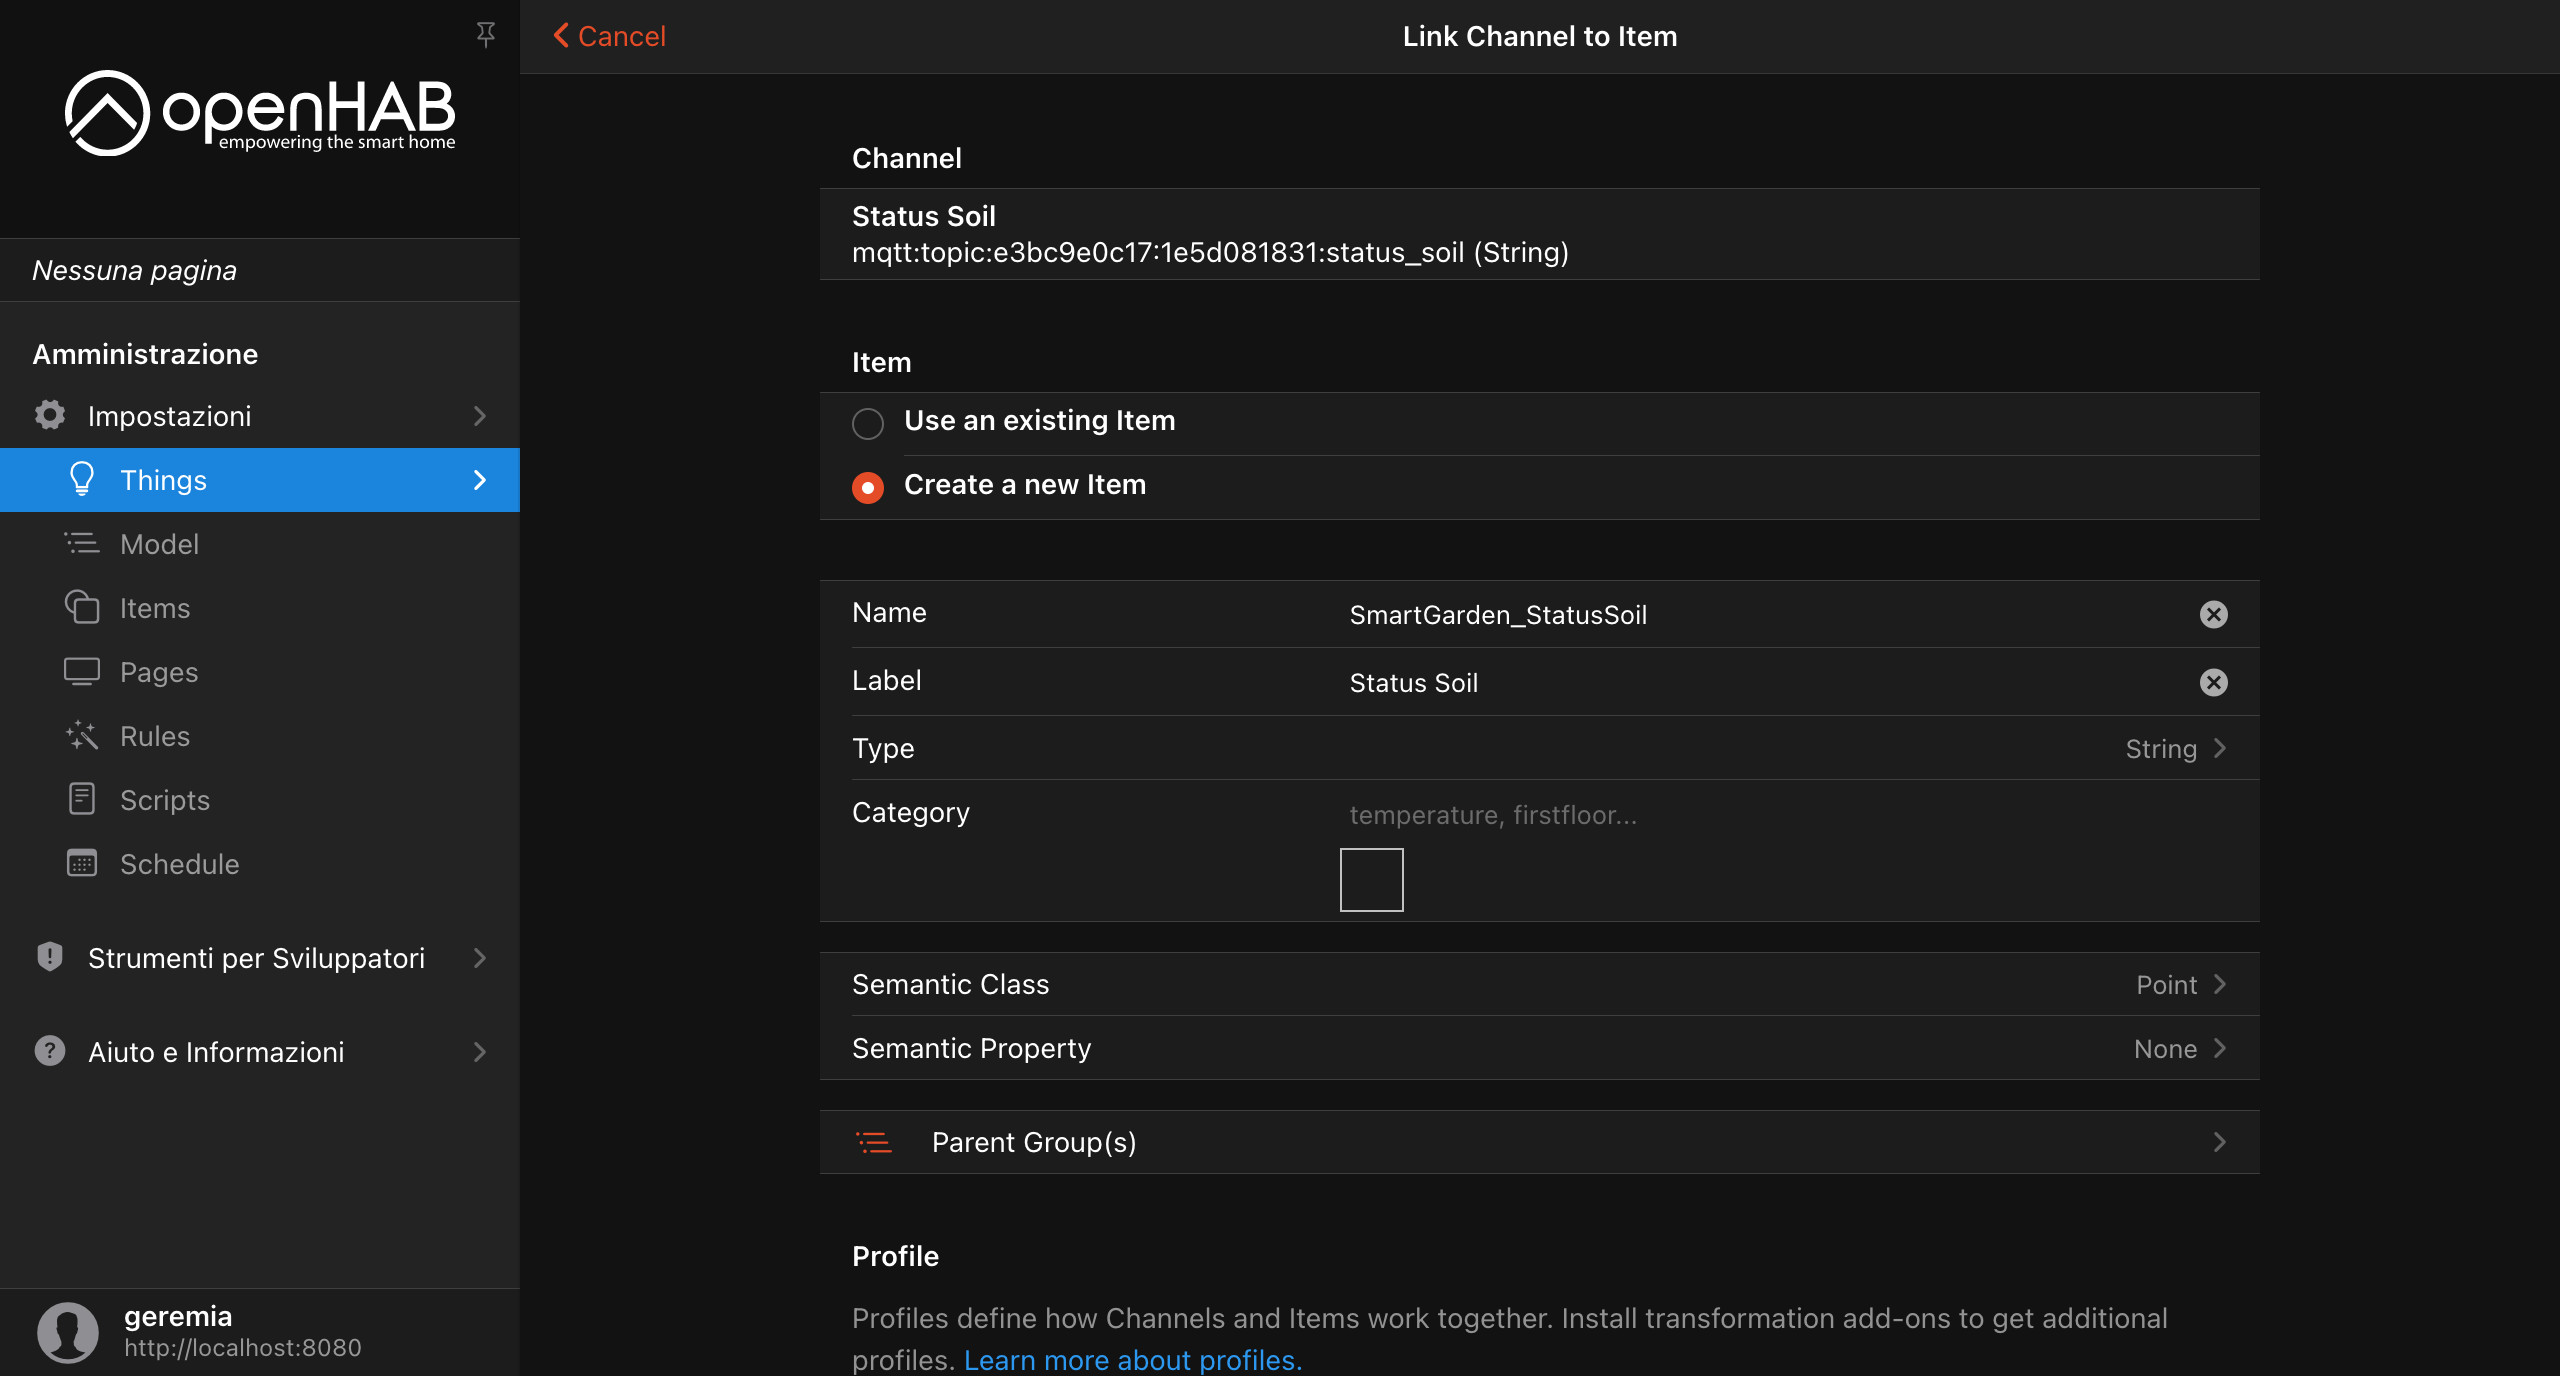 openHAB
empowering the smart home
Nessuna pagina
Amministrazione
Impostazioni
Things
Model
Items
Pages
Rules
Scripts
Schedule
Strumenti per Sviluppatori
Aiuto e Informazioni
geremia
http://localhost:8080
Cancel
Link Channel to Item
Channel
Status Soil
mqtt:topic:e3bc9e0c17:1e5d081831:status_soil (String)
Item
Use an existing Item
Create a new Item
Name SmartGarden_StatusSoil
Label Status Soil
Type String
Category temperature, firstfloor...
Semantic Class Point
Semantic Property None
Parent Group(s)
Profile
Profiles define how Channels and Items work together. Install transformation add-ons to get additional
profiles. Learn more about profiles.